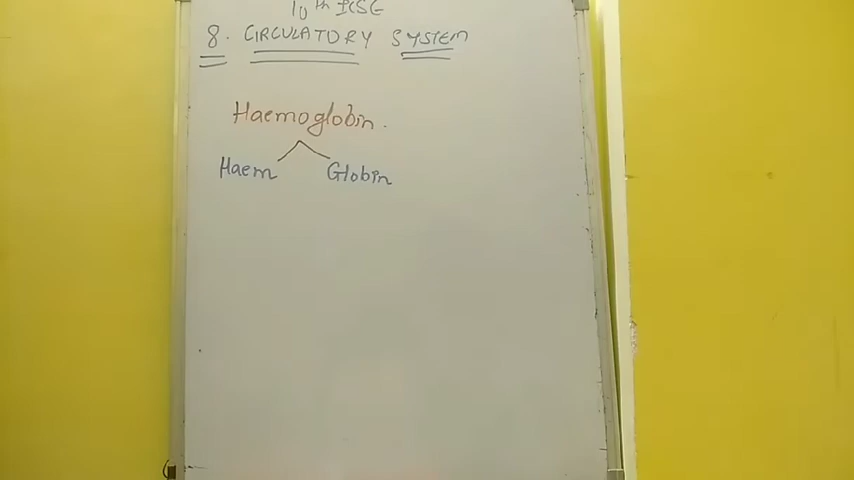 10th ICSE
8. CIRCULATORY SYSTEM
Haemoglobin.
Haem Globin